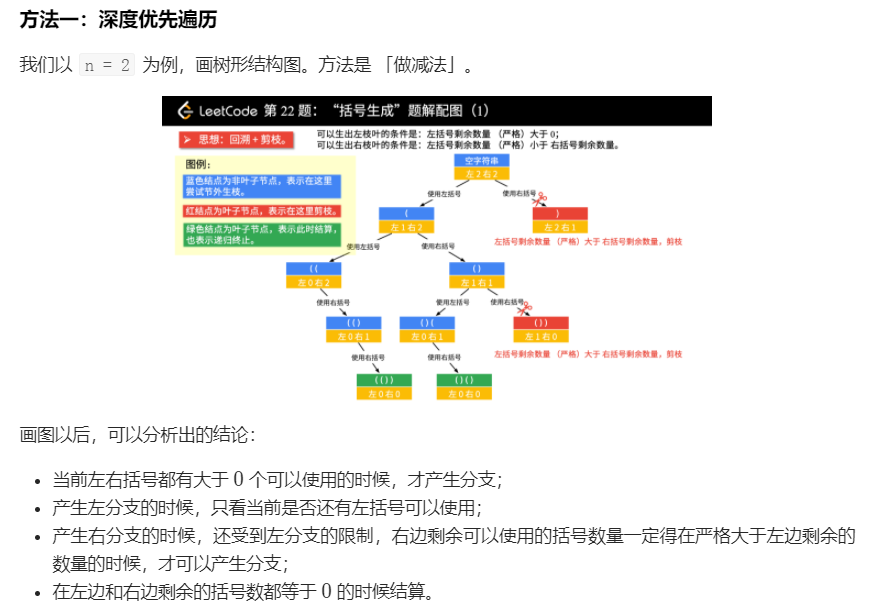 方法一：深度优先遍历
我们以 n = 2 为例，画树形结构图。方法是 「做减法」。
LeetCode 第 22 题：“括号生成”题解配图（1）
思想：回溯 + 剪枝。
可以生出左枝叶的条件是：左括号剩余数量 （严格）大于 0；
可以生出右枝叶的条件是：左括号剩余数量 （严格）小于 右括号剩余数量。
图例：
蓝色结点为非叶子节点，表示在这里
尝试节外生枝。
红结点为叶子节点，表示在这里剪枝。
绿色结点为叶子节点，表示此时结算，
也表示递归终止。
空字符串
左 2 右 2
使用左括号
使用右括号
(
左 1 右 2
)
左 2 右 1
左括号剩余数量 （严格）大于 右括号剩余数量，剪枝
使用左括号
使用右括号
((
左 0 右 2
()
左 1 右 1
使用右括号
使用左括号
使用右括号
(()
左 0 右 1
()(
左 0 右 1
())
左 1 右 0
左括号剩余数量 （严格）大于 右括号剩余数量，剪枝
使用右括号
使用右括号
(())
左 0 右 0
()()
左 0 右 0
画图以后，可以分析出的结论：
• 当前左右括号都有大于 0 个可以使用的时候，才产生分支；
• 产生左分支的时候，只看当前是否还有左括号可以使用；
• 产生右分支的时候，还受到左分支的限制，右边剩余可以使用的括号数量一定得在严格大于左边剩余的
数量的时候，才可以产生分支；
• 在左边和右边剩余的括号数都等于 0 的时候结算。